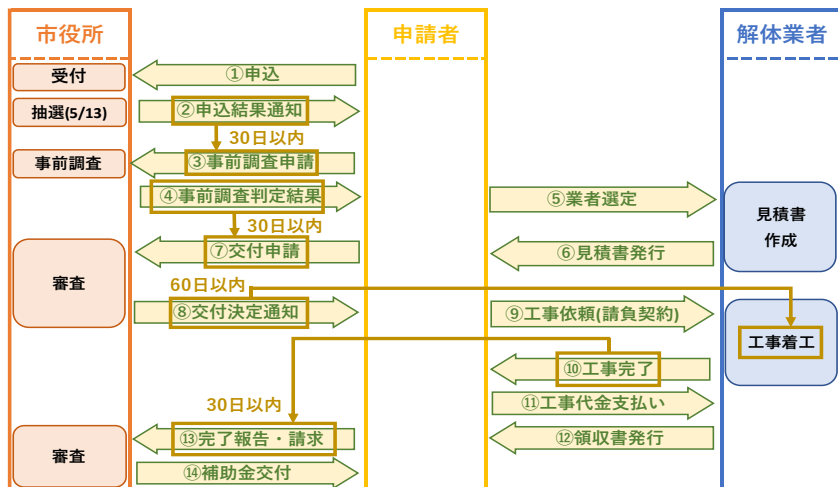 市役所
申請者
解体業者
受付
①申込
抽選(5/13)
②申込結果通知
30日以内
事前調査
③事前調査申請
④事前調査判定結果
⑤業者選定
見積書
作成
30日以内
⑦交付申請
⑥見積書発行
審査
60日以内
⑧交付決定通知
⑨工事依頼(請負契約)
工事着工
⑩工事完了
30日以内
⑪工事代金支払い
⑬完了報告・請求
⑫領収書発行
審査
⑭補助金交付